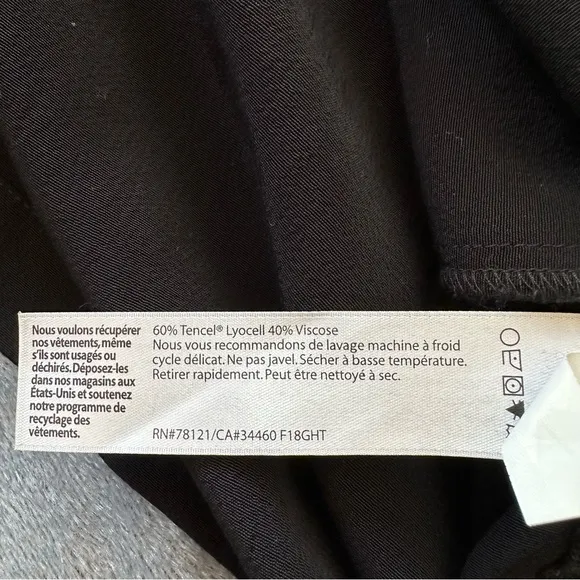 Nous voulons récupérer
nos vêtements, même
s'ils sont usagés ou
déchirés. Déposez-les
dans nos magasins aux
États-Unis et soutenez
notre programme de
recyclage des
vêtements.
60% Tencel® Lyocell 40% Viscose
Nous vous recommandons de lavage machine à froid
cycle délicat. Ne pas javel. Sécher à basse température.
Retirer rapidement. Peut être nettoyé à sec.
RN#78121/CA#34460 F18GHT